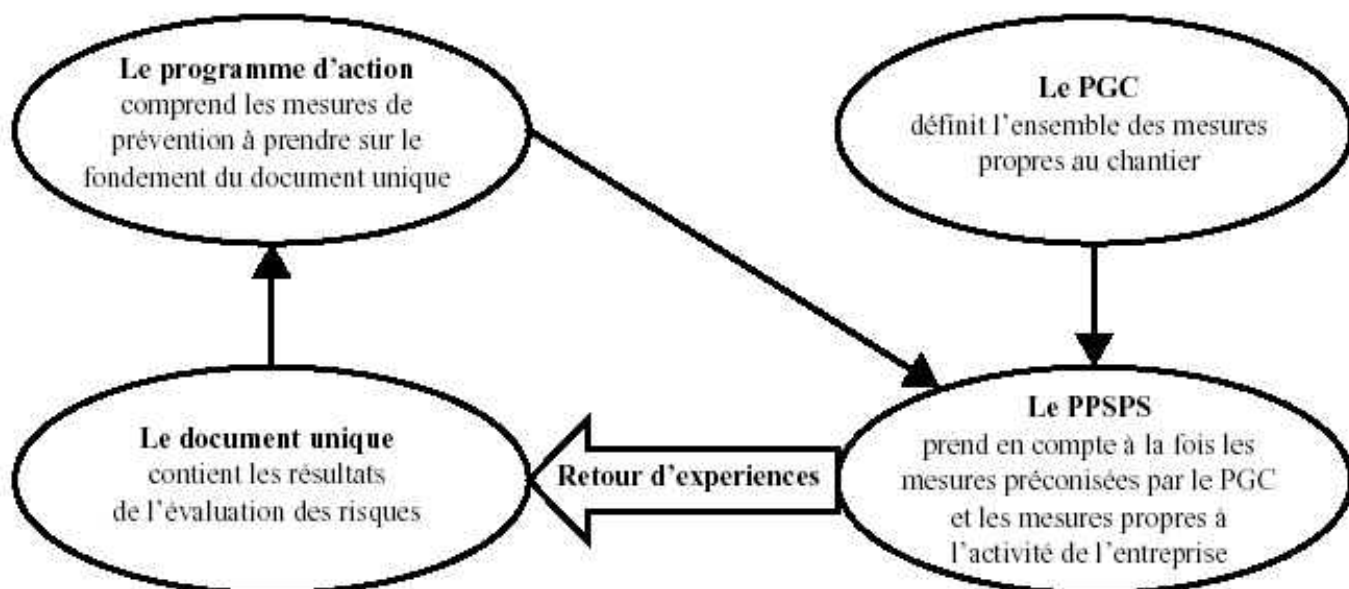 Le programme d'action
comprend les mesures de
prévention à prendre sur le
fondement du document unique
Le PGC
définit l'ensemble des mesures
propres au chantier
Le document unique
contient les résultats
de l'évaluation des risques
Retour d'experiences
Le PPSPS
prend en compte à la fois les
mesures préconisées par le PGC
et les mesures propres à
l'activité de l'entreprise